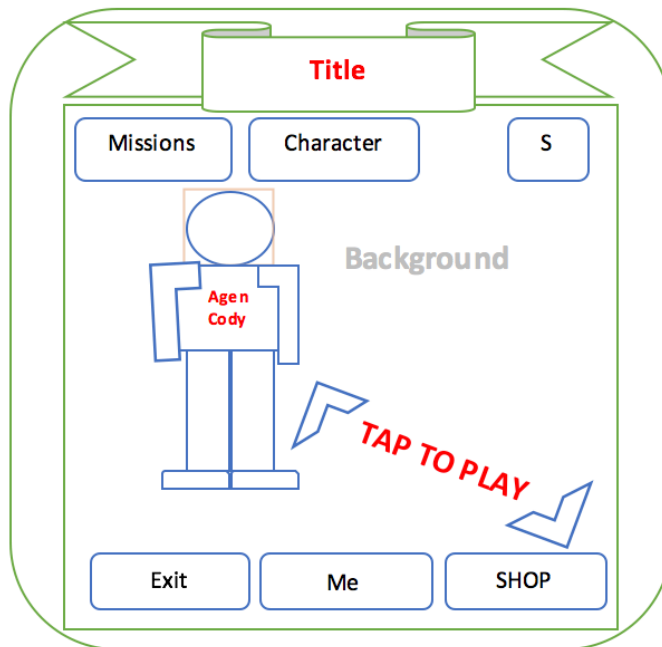 Title
Missions
Character
S
Background
Agen
Cody
TAP TO PLAY
Exit
Me
SHOP